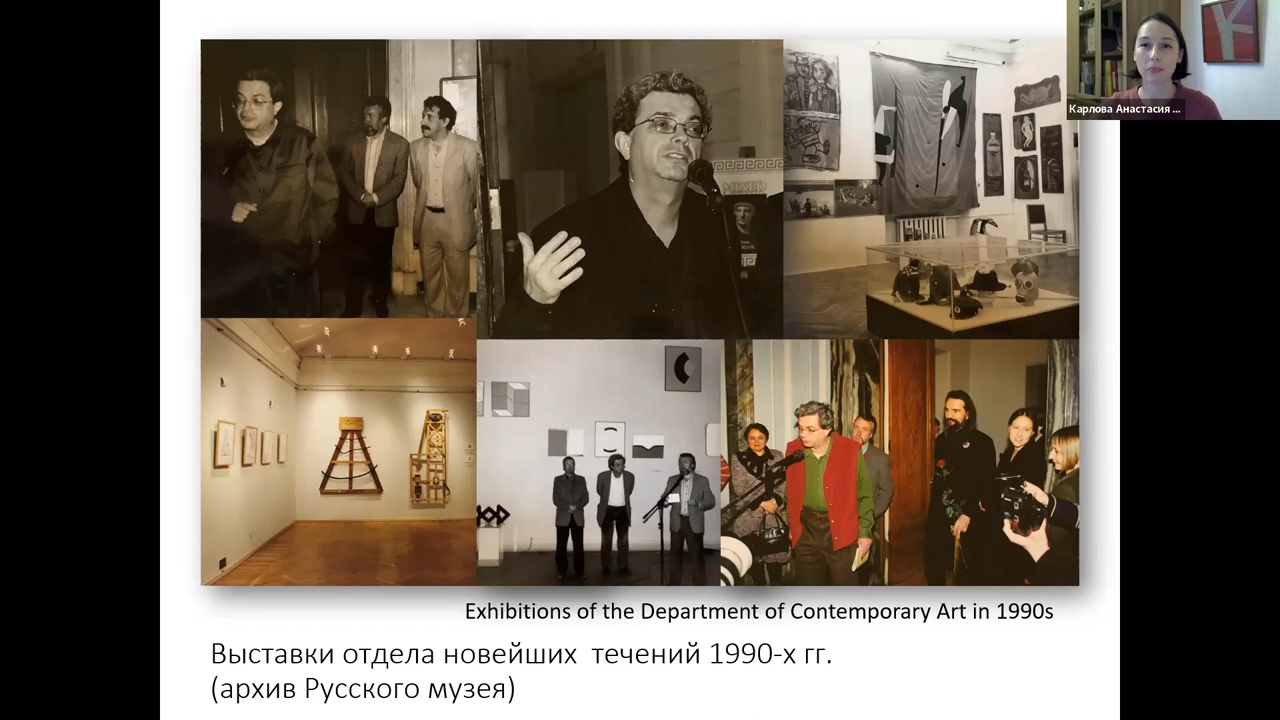 Карлова Анастасия ...
MIXED
Exhibitions of the Department of Contemporary Art in 1990s
Выставки отдела новейших течений 1990-х гг.
(архив Русского музея)